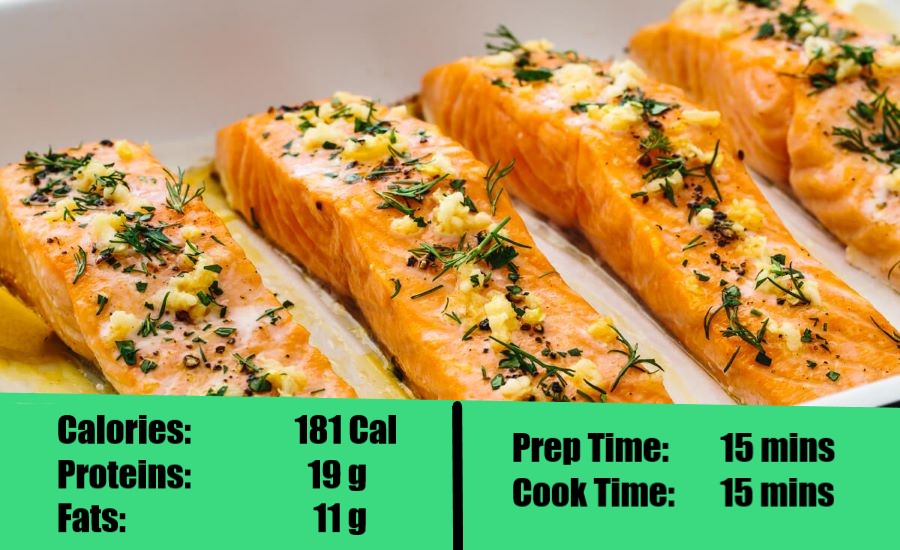 Calories: 181 Cal
Proteins: 19 g
Fats: 11 g
Prep Time: 15 mins
Cook Time: 15 mins